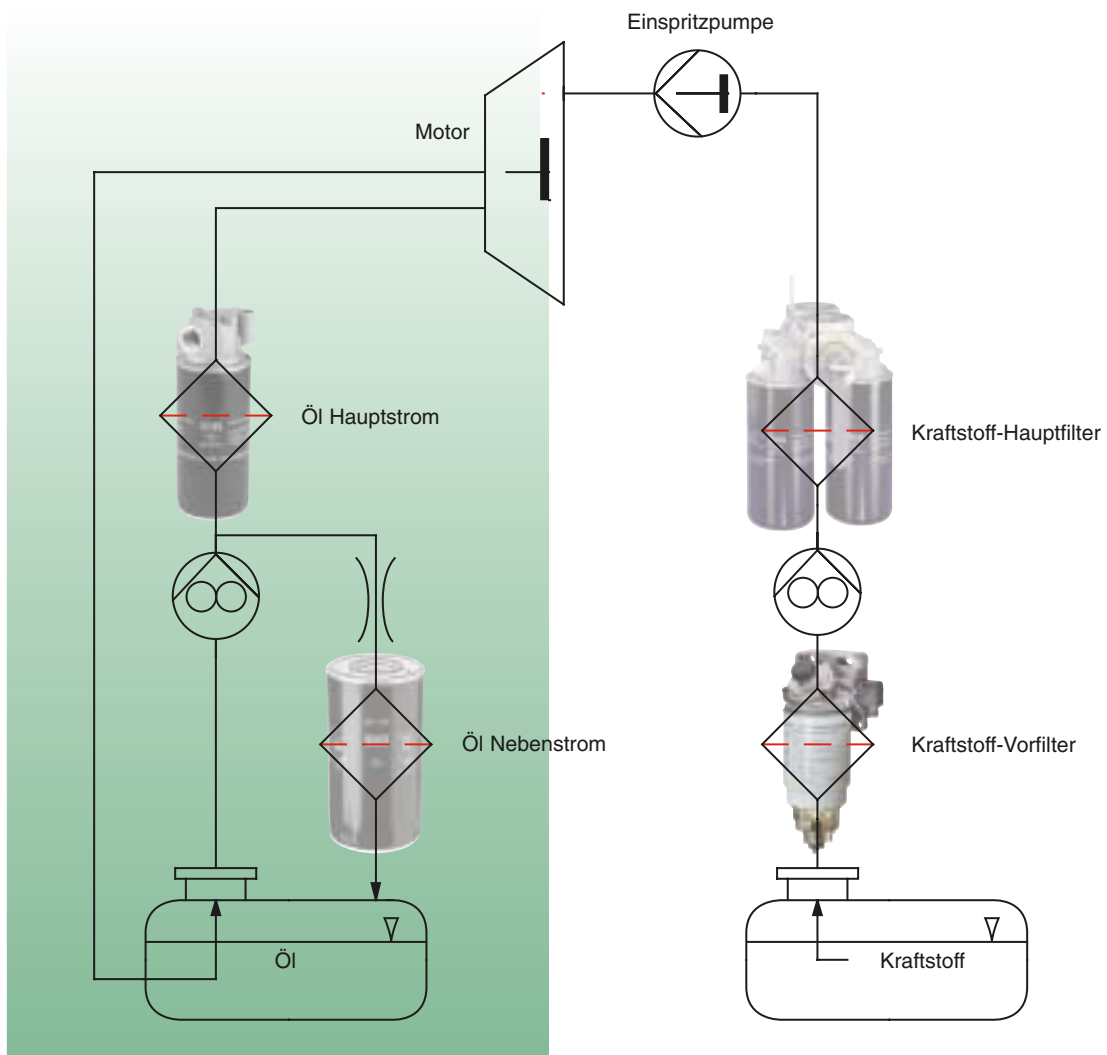 Einspritzpumpe
Motor
Öl Hauptstrom
Kraftstoff-Hauptfilter
Öl Nebenstrom
Kraftstoff-Vorfilter
Öl
Kraftstoff